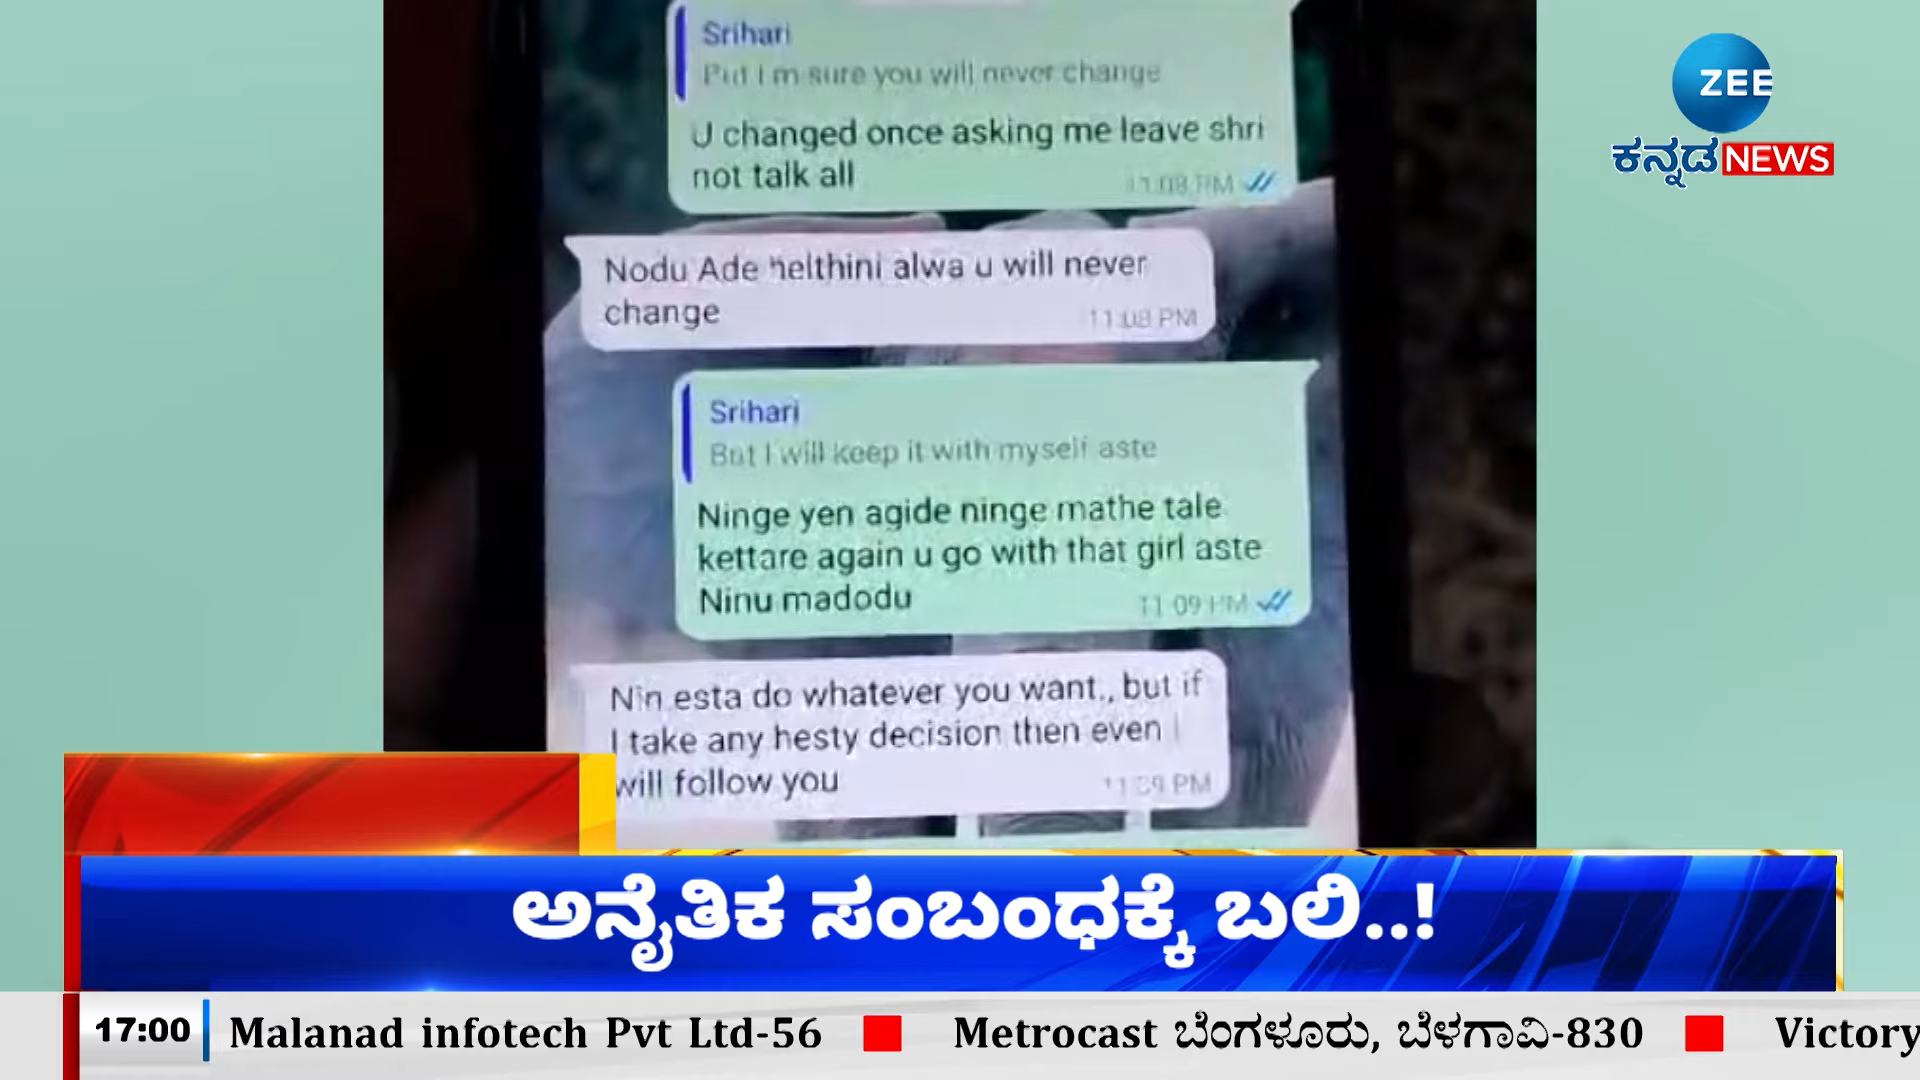 Srihari
Put I m sure you will never change
U changed once asking me leave shri
not talk all
11:08 PM
ZEE
ಕನ್ನಡ NEWS
Nodu Ade helthini alwa u will never
change
11:08 PM
Srihari
But I will keep it with myself aste
Ninge yen agide ninge mathe tale
kettare again u go with that girl aste
Ninu madodu
11 09 PM
Nin esta do whatever you want., but if
I take any hesty decision then even I
will follow you
PM
ಅನೈತಿಕ ಸಂಬಂಧಕ್ಕೆ ಬಲಿ..!
17:00 Malanad infotech Pvt Ltd-56 Metrocast ಬೆಂಗಳೂರು, ಬೆಳಗಾವಿ-830 Victory